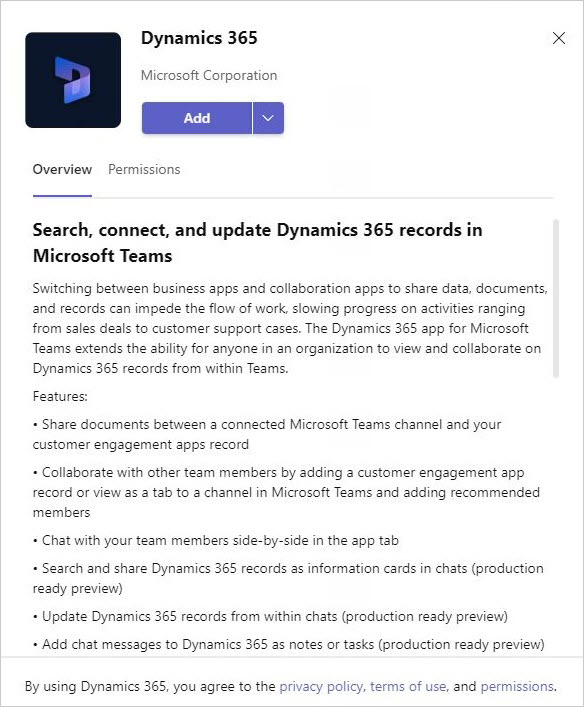 Dynamics 365
Microsoft Corporation
Add
Overview Permissions
Search, connect, and update Dynamics 365 records in
Microsoft Teams
Switching between business apps and collaboration apps to share data, documents,
and records can impede the flow of work, slowing progress on activities ranging
from sales deals to customer support cases. The Dynamics 365 app for Microsoft
Teams extends the ability for anyone in an organization to view and collaborate on
Dynamics 365 records from within Teams.
Features:
• Share documents between a connected Microsoft Teams channel and your
customer engagement apps record
• Collaborate with other team members by adding a customer engagement app
record or view as a tab to a channel in Microsoft Teams and adding recommended
members
• Chat with your team members side-by-side in the app tab
• Search and share Dynamics 365 records as information cards in chats (production
ready preview)
• Update Dynamics 365 records from within chats (production ready preview)
• Add chat messages to Dynamics 365 as notes or tasks (production ready preview)
By using Dynamics 365, you agree to the privacy policy, terms of use, and permissions.